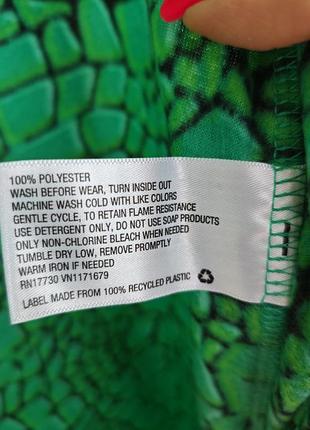 100% POLYESTER
WASH BEFORE WEAR, TURN INSIDE OUT
MACHINE WASH COLD WITH LIKE COLORS
GENTLE CYCLE, TO RETAIN FLAME RESISTANCE
USE DETERGENT ONLY, DO NOT USE SOAP PRODUCTS
ONLY NON-CHLORINE BLEACH WHEN NEEDED
TUMBLE DRY LOW, REMOVE PROMPTLY
WARM IRON IF NEEDED
RN17730 VN1171679
LABEL MADE FROM 100% RECYCLED PLASTIC